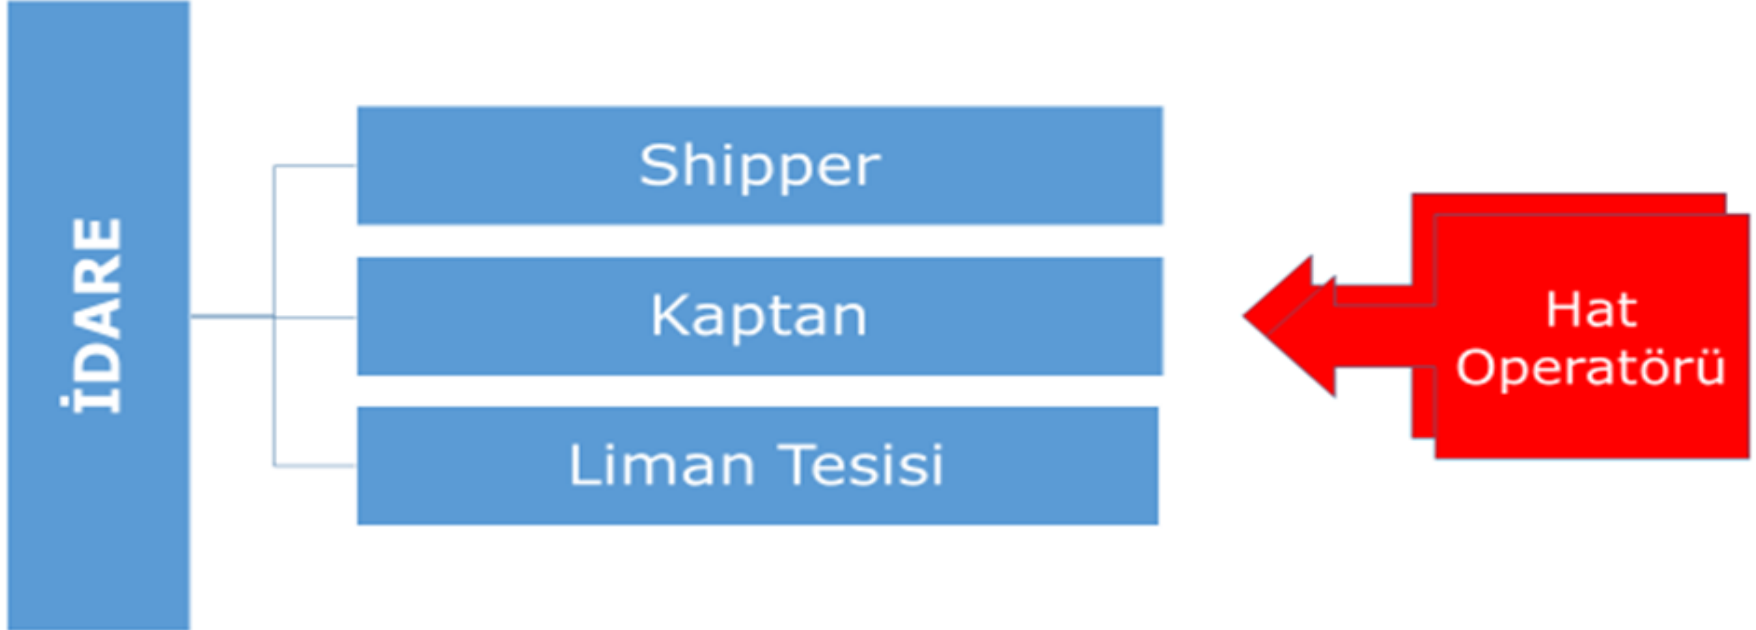 İDARE
Shipper
Kaptan
Liman Tesisi
Hat
Operatörü